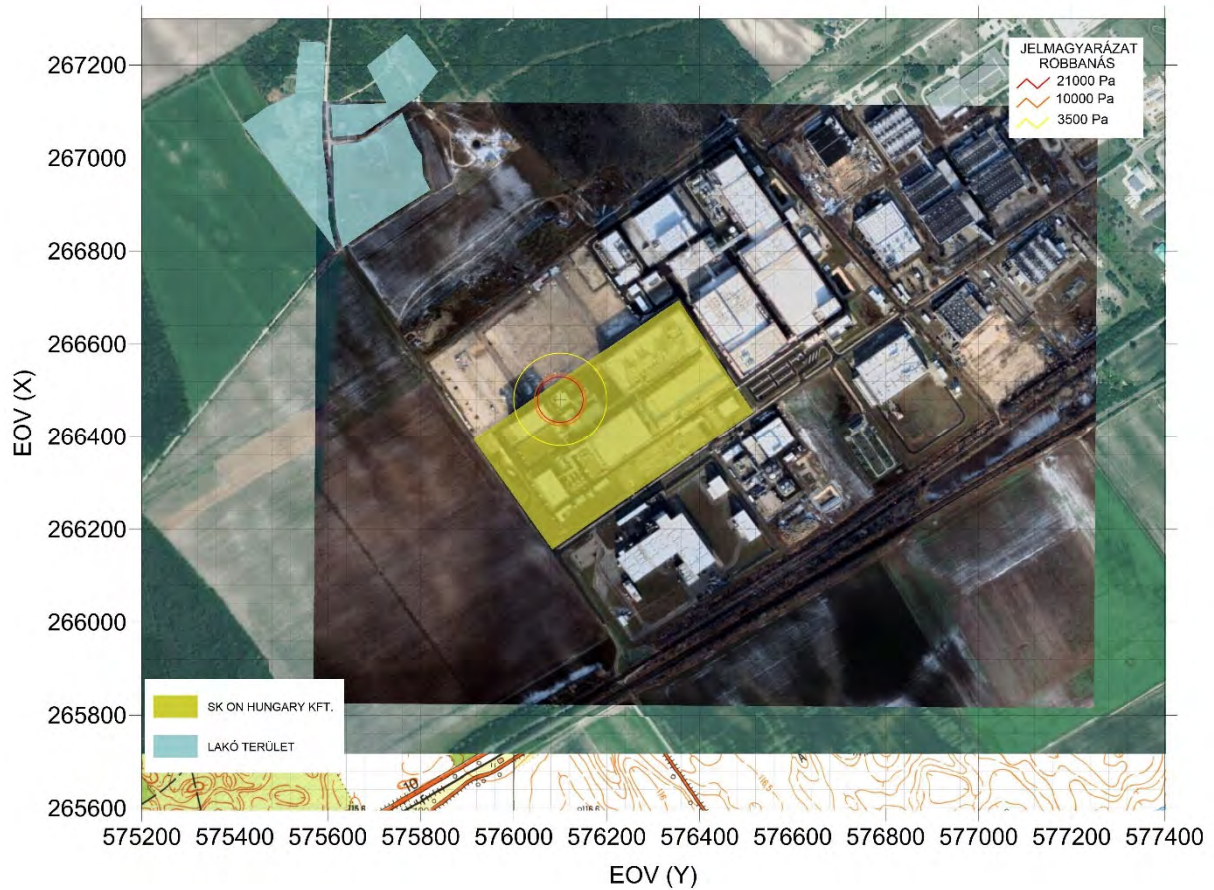 JELMAGYARÁZAT
ROBBANÁS
21000 Pa
10000 Pa
3500 Pa
267200
267000
266800
266600
266400
266200
266000
265800
265600
EOV (X)
SK ON HUNGARY KFT.
LAKÓ TERÜLET
10
575200 575400 575600 575800 576000 576200 576400 576600 576800 577000 577200 577400
EOV (Y)